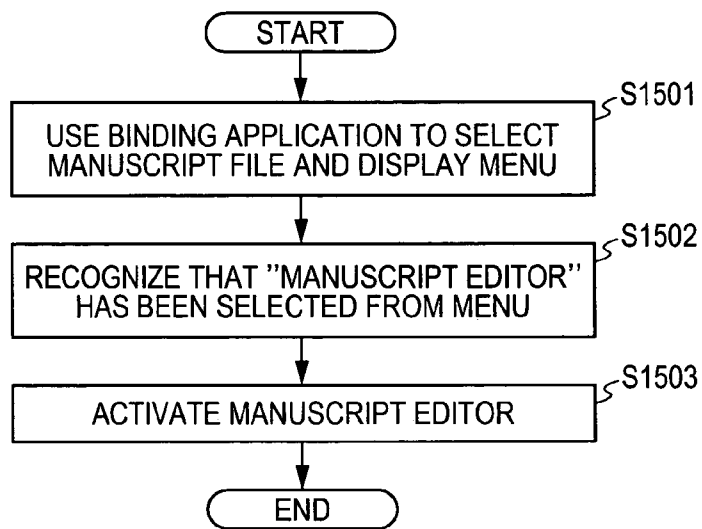 START
S1501
USE BINDING APPLICATION TO SELECT
MANUSCRIPT FILE AND DISPLAY MENU
S1502
RECOGNIZE THAT "MANUSCRIPT EDITOR"
HAS BEEN SELECTED FROM MENU
S1503
ACTIVATE MANUSCRIPT EDITOR
END